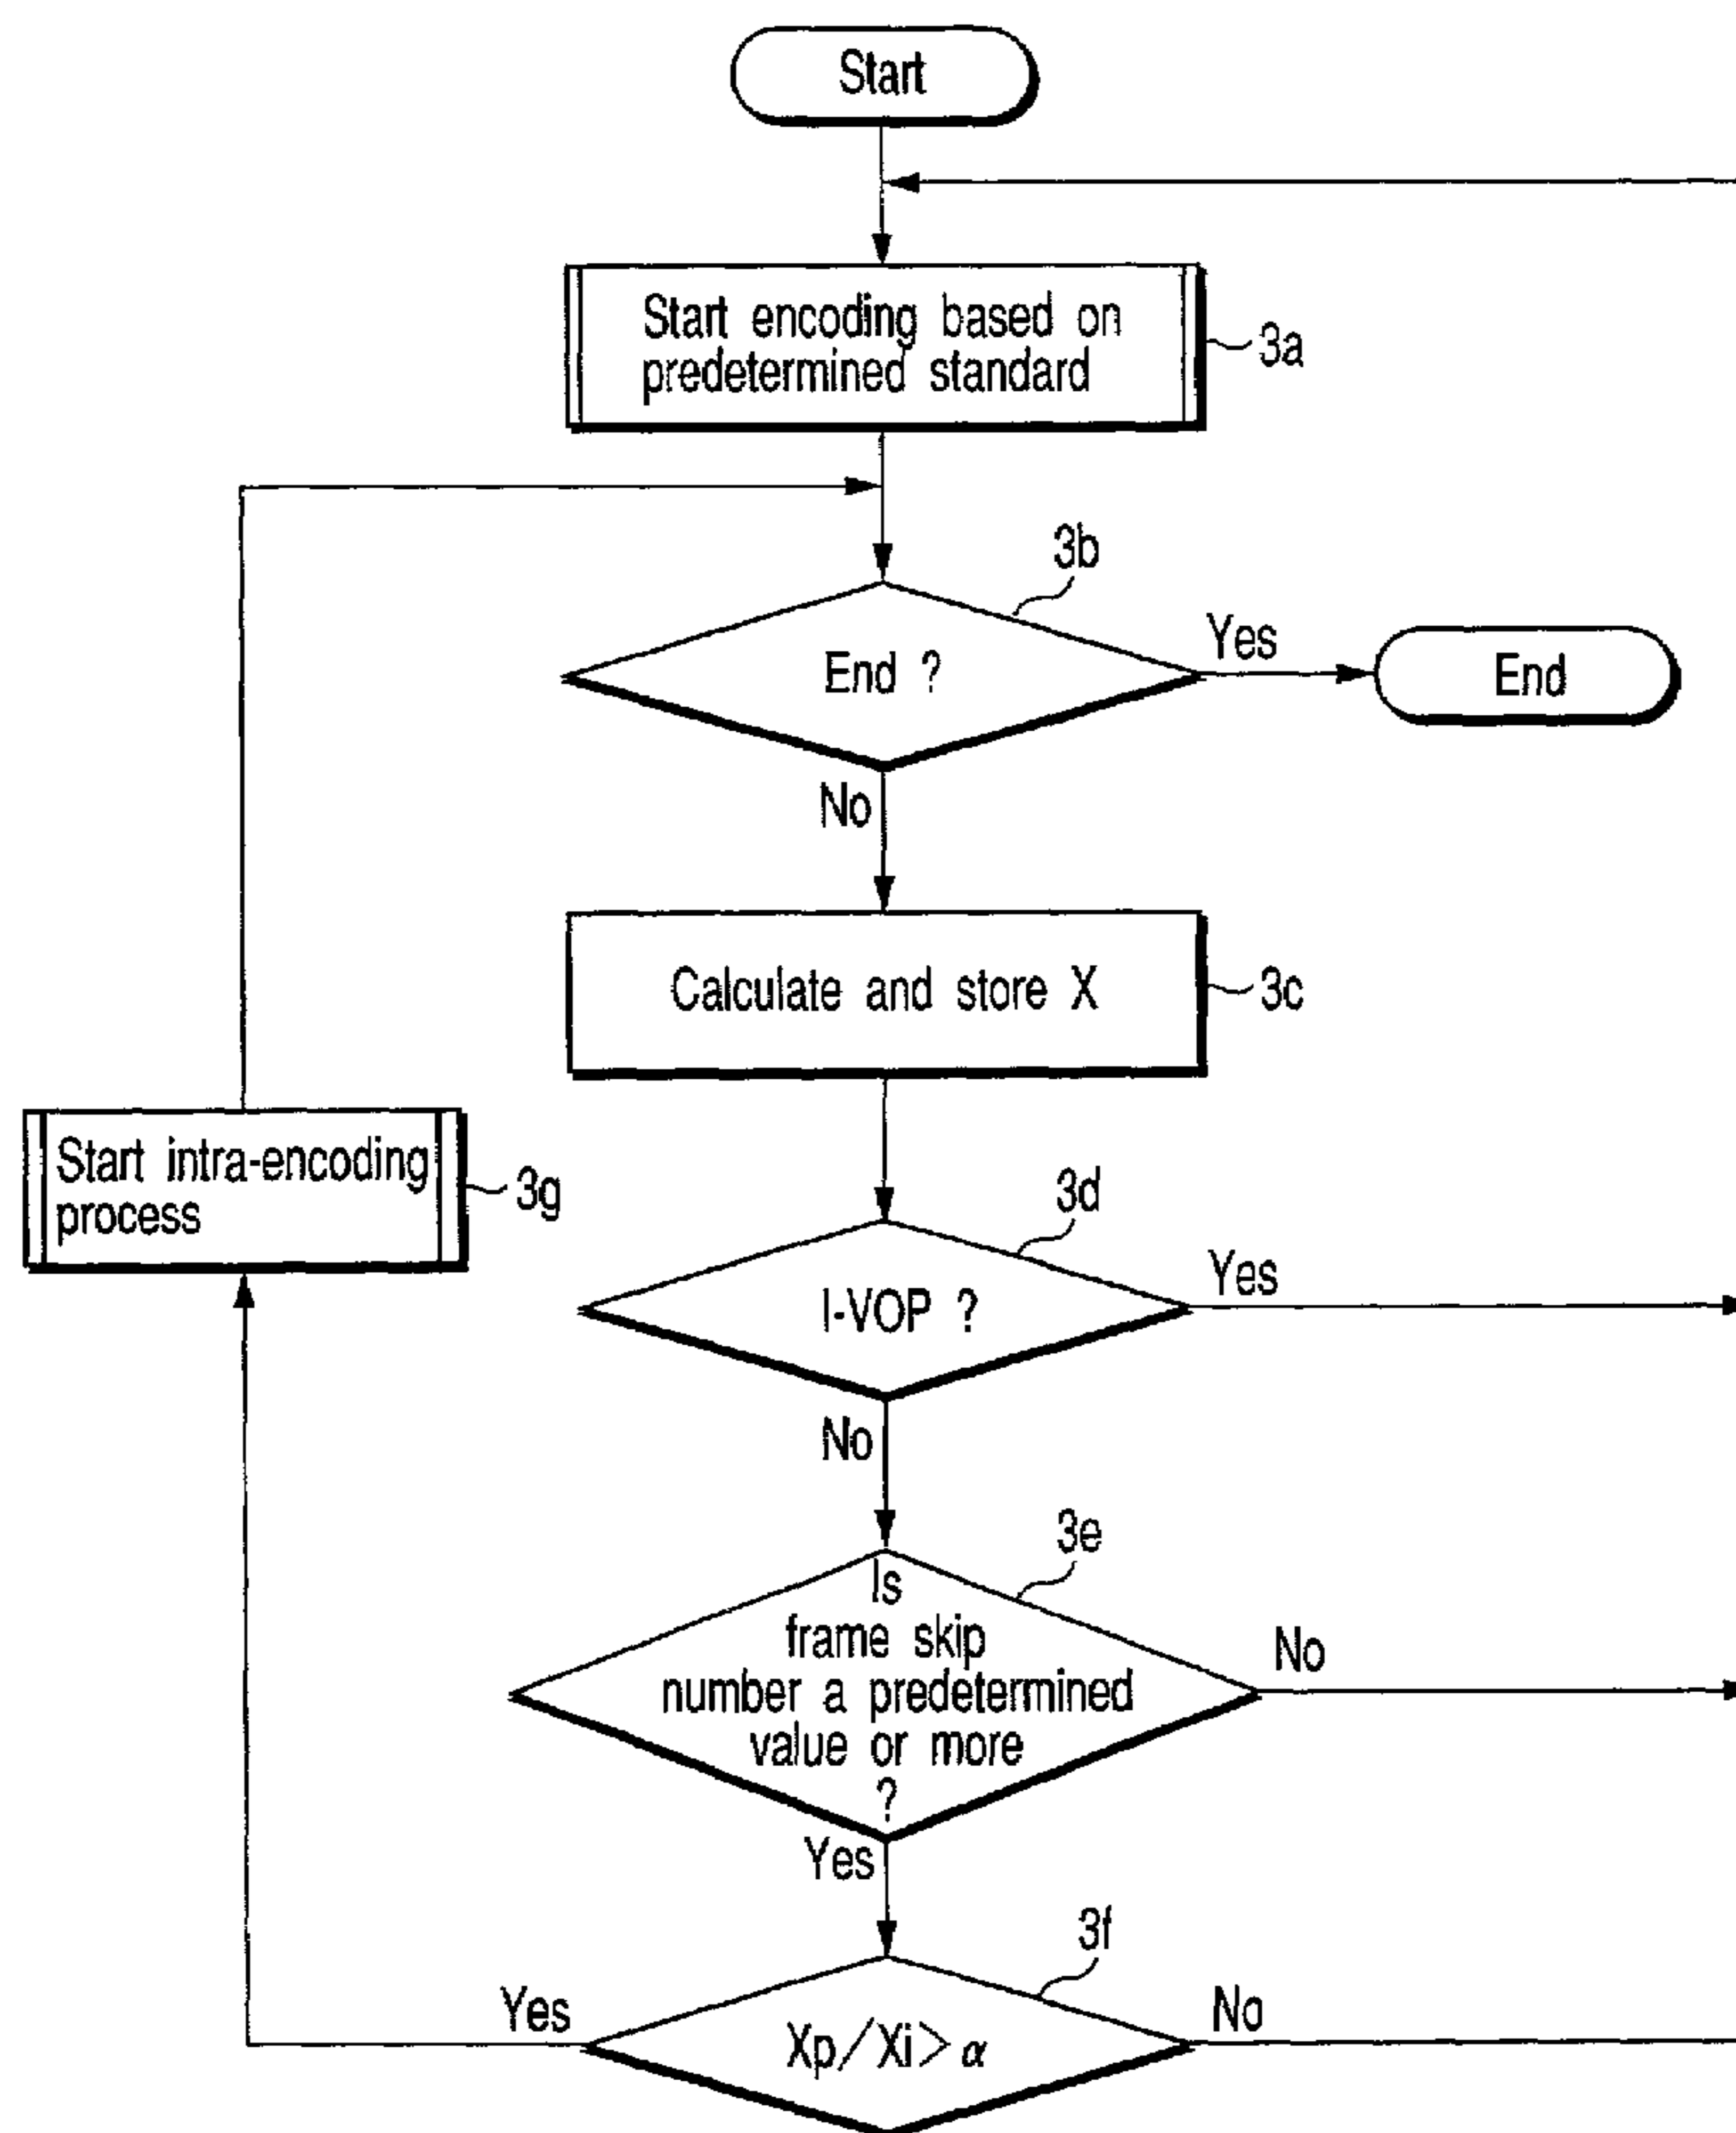 Start
Start encoding based on
predetermined standard
3a
3b
End ?
Yes
End
No
Calculate and store X
3c
Start intra-encoding
process
3g
3d
I-VOP ?
Yes
No
3e
Is
frame skip
number a predetermined
value or more
?
No
Yes
3f
Yes
Xp/Xi>α
No